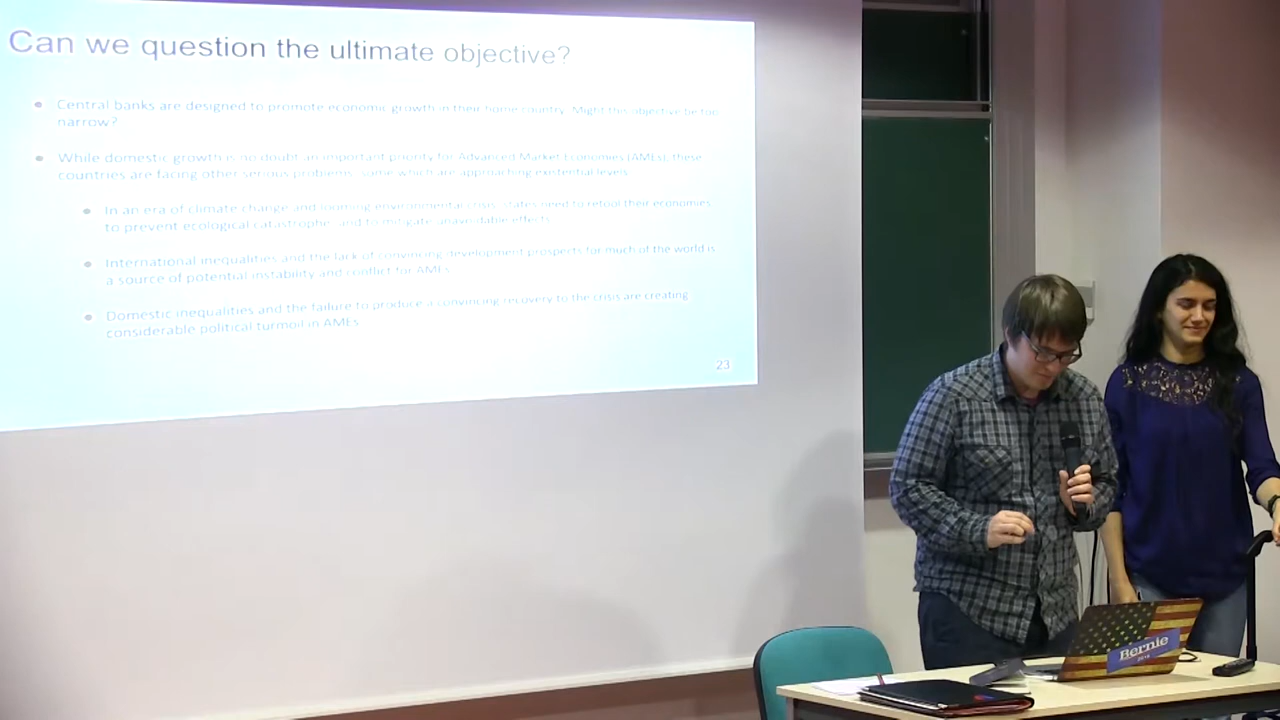 Can we question the ultimate objective?
Central banks are designed to promote economic growth in their home country. Might this objective be too
narrow?
While domestic growth is no doubt an important priority for Advanced Market Economies (AMEs), these
countries are facing other serious problems, some which are approaching existential levels.
In an era of climate change and looming environmental crisis, states need to retool their economies
to prevent ecological catastrophe, and to mitigate unavoidable effects.
International inequalities and the lack of convincing development prospects for much of the world is
a source of potential instability and conflict for AMEs.
Domestic inequalities and the failure to produce a convincing recovery to the crisis are creating
considerable political turmoil in AMEs.
23
Bernie
2016